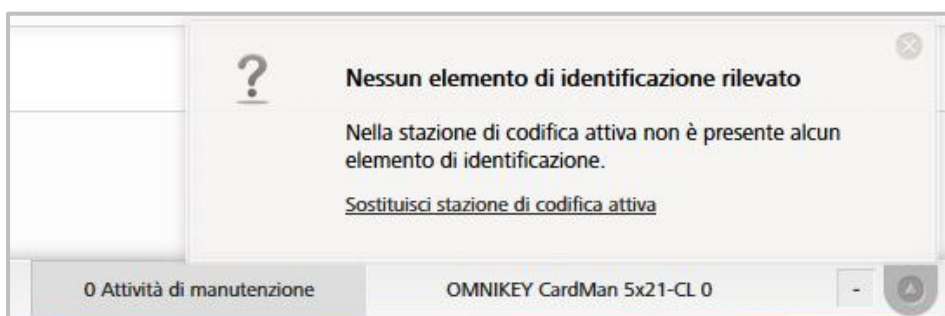 Nessun elemento di identificazione rilevato
Nella stazione di codifica attiva non è presente alcun
elemento di identificazione.
Sostituisci stazione di codifica attiva
0 Attività di manutenzione OMNIKEY CardMan 5x21-CL 0 -